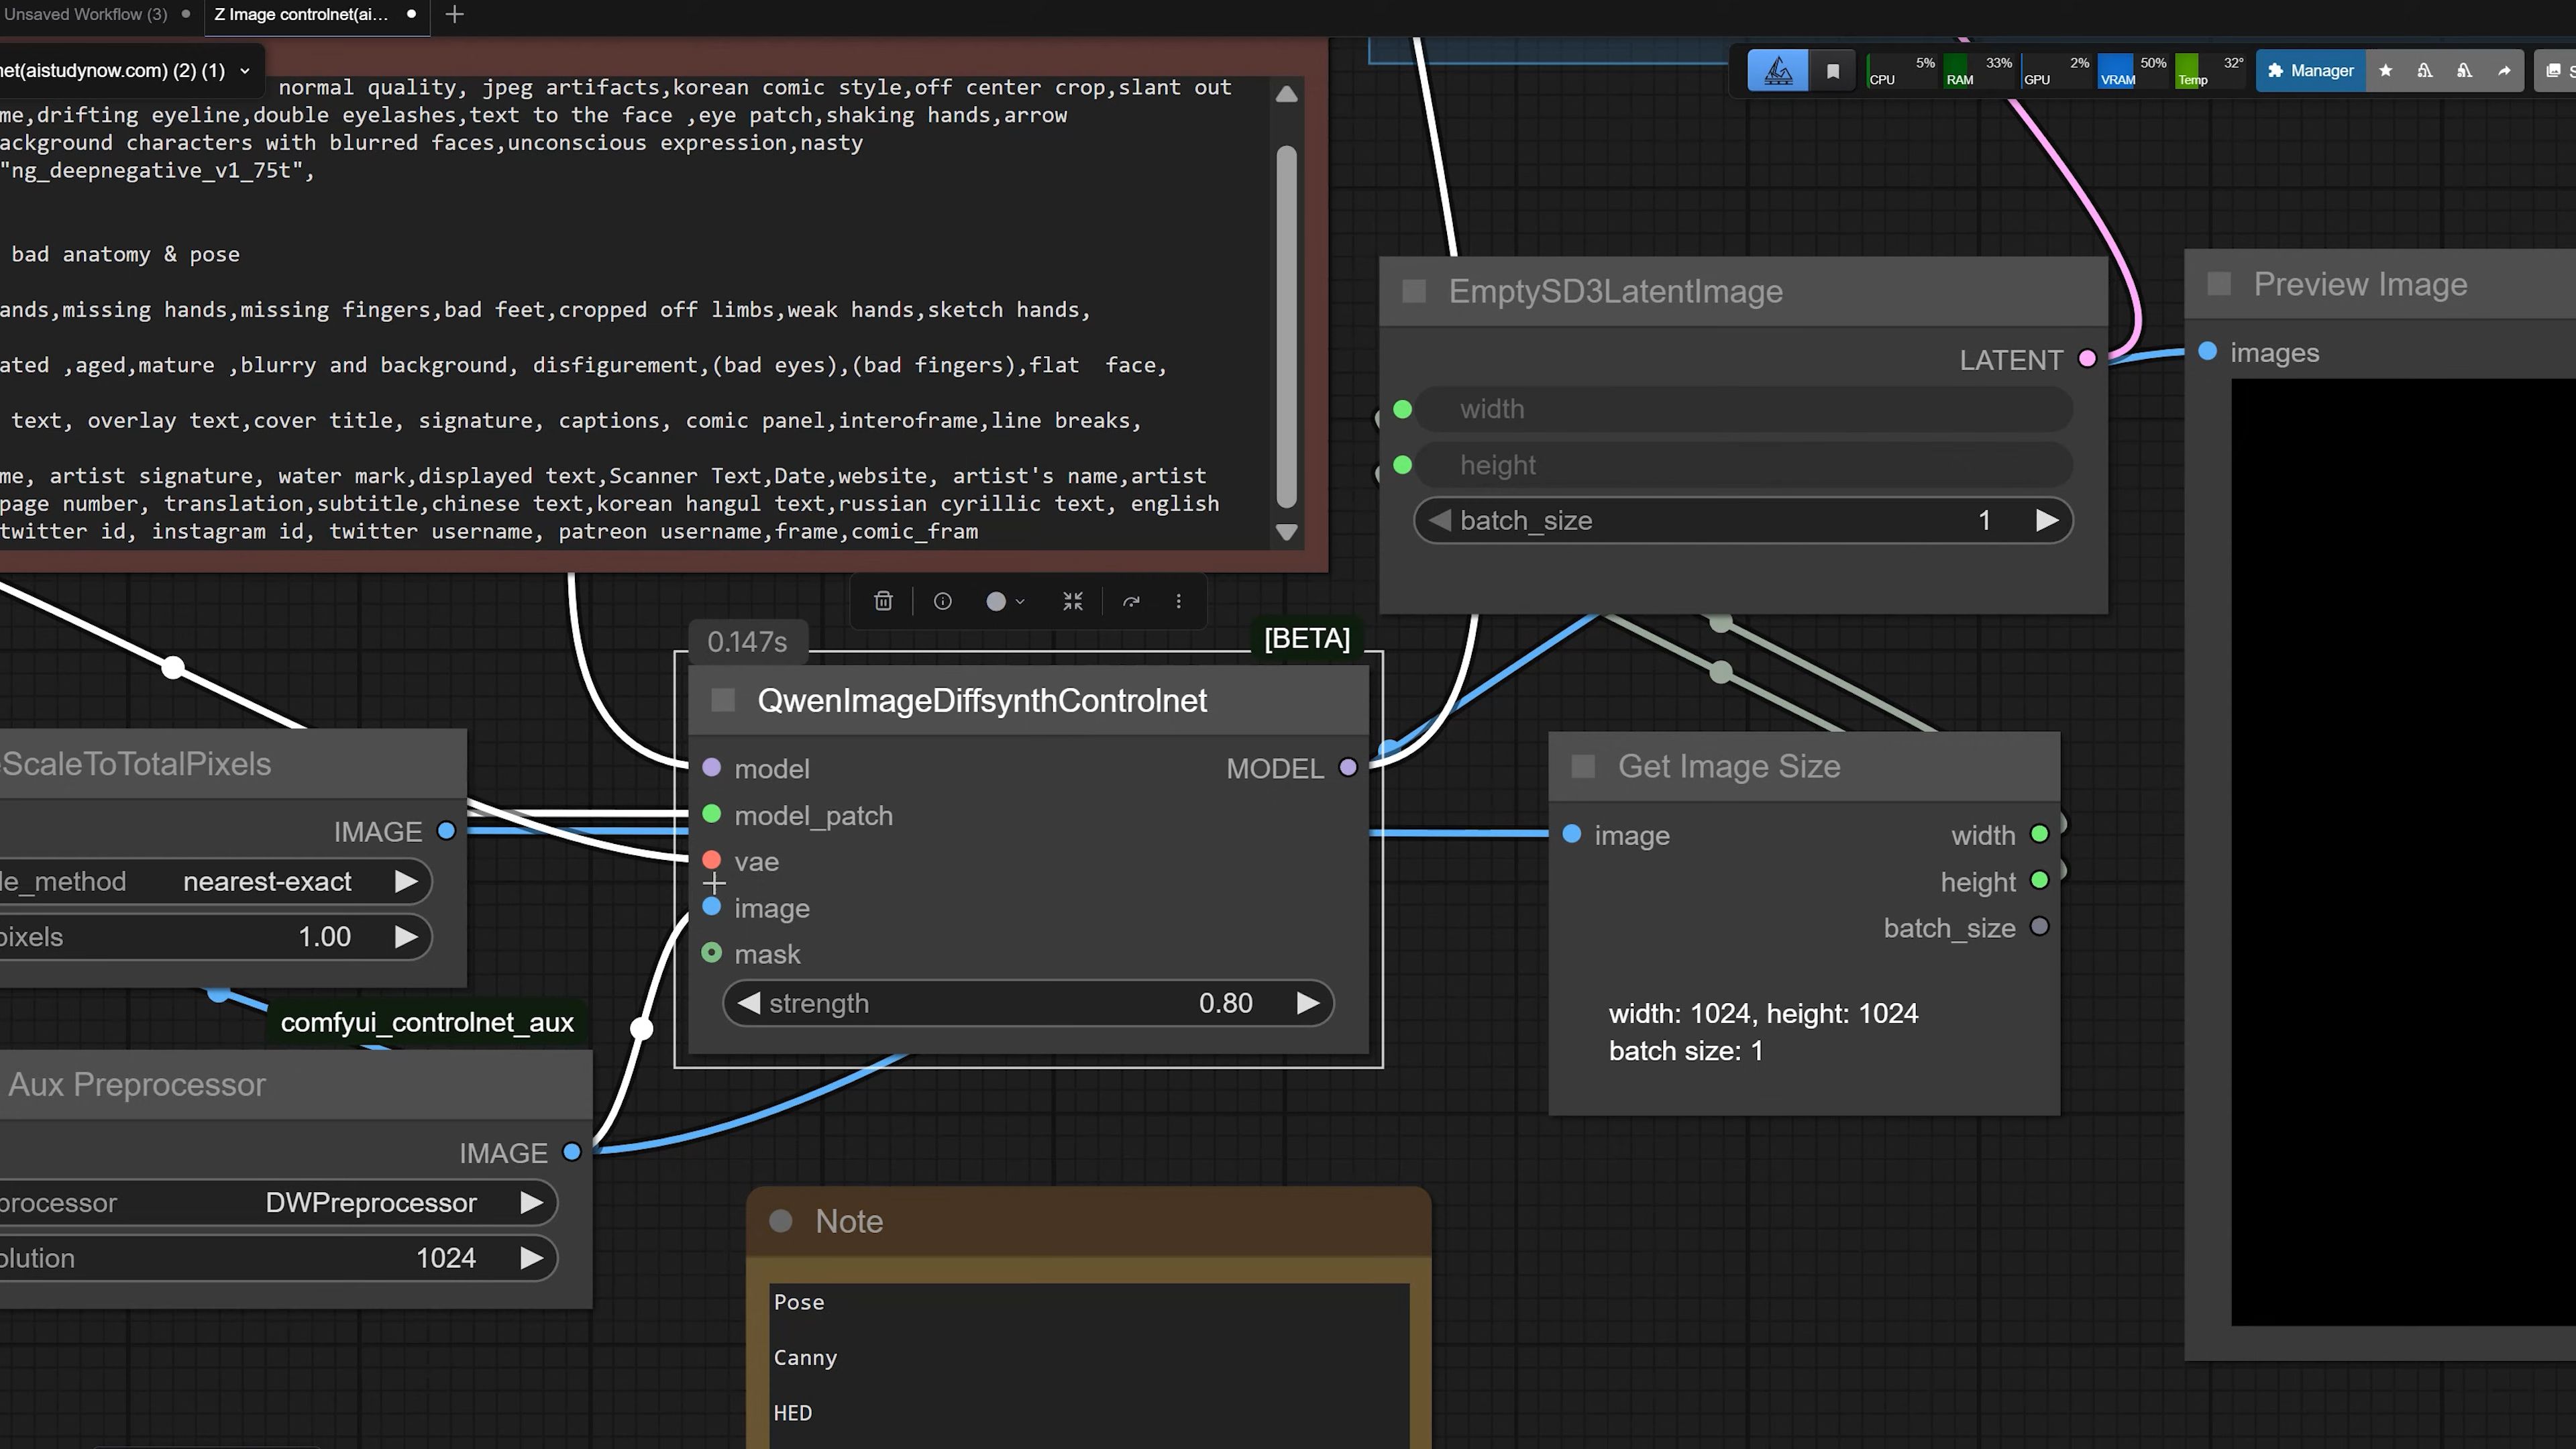 Unsaved Workflow (3)
Z Image controlnet(ai...
net(aistudynow.com) (2) (1)
CPU 5%
RAM 33%
GPU 2%
VRAM 50%
Temp 32°
Manager
normal quality, jpeg artifacts,korean comic style,off center crop,slant out
me,drifting eyeline,double eyelashes,text to the face ,eye patch,shaking hands,arrow
ackground characters with blurred faces,unconscious expression,nasty
"ng_deepnegative_v1_75t",
bad anatomy & pose
ands,missing hands,missing fingers,bad feet,cropped off limbs,weak hands,sketch hands,
ated ,aged,mature ,blurry and background, disfigurement,(bad eyes),(bad fingers),flat  face,
text, overlay text,cover title, signature, captions, comic panel,interoframe,line breaks,
me, artist signature, water mark,displayed text,Scanner Text,Date,website, artist's name,artist
page number, translation,subtitle,chinese text,korean hangul text,russian cyrillic text, english
twitter id, instagram id, twitter username, patreon username,frame,comic_fram
EmptySD3LatentImage
LATENT
width
height
batch_size 1
Preview Image
images
0.147s
[BETA]
QwenImageDiffsynthControlnet
model
MODEL
model_patch
vae
image
mask
strength 0.80
eScaleToTotalPixels
IMAGE
le_method nearest-exact
pixels 1.00
comfyui_controlnet_aux
Aux Preprocessor
IMAGE
processor DWPreprocessor
olution 1024
Get Image Size
image
width
height
batch_size
width: 1024, height: 1024
batch size: 1
Note
Pose
Canny
HED